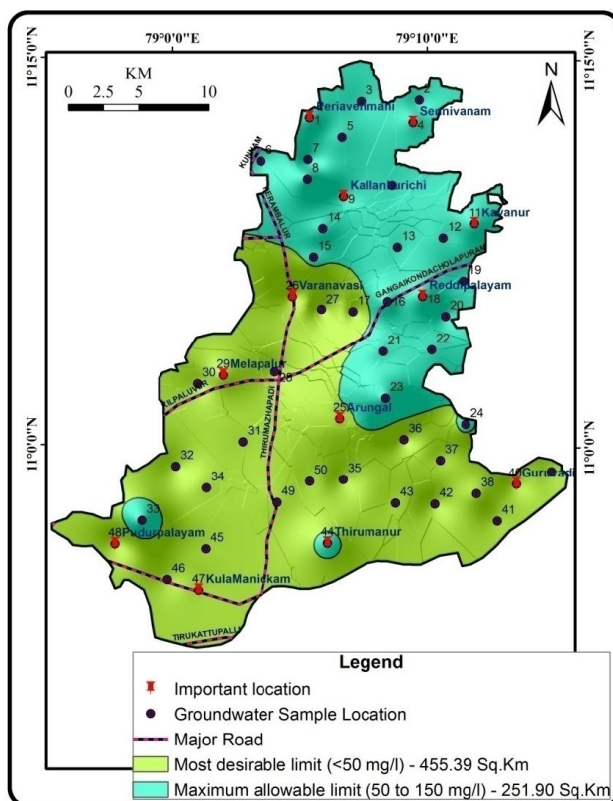 79°0'0"E
79°10'0"E
11°15'0"N
11°15'0"N
KM
0 2.5 5 10
N
3
2
Periavenmani
1
Sennivanam
4
5
KUNNAM
6
7
8
PERAMBALUR
Kallankurichi
9
11 Kavanur
14
13
12
15
GANGAIKONDACHOLAPURAM
19
26 Varanavasi
27
17
16
18 Reddipalayam
20
21
22
29 Melapalur
30
28
KILPALUVUR
23
THIRUMAZHAPADI
25 Arungal
24
11°0'0"N
11°0'0"N
31
36
32
34
50
35
37
40 Guruvadi
38
33
49
43
42
41
48 Pudurpalayam
45
44 Thirumanur
46
47 KulaManickam
TIRUKATTUPALLI
Legend
Important location
Groundwater Sample Location
Major Road
Most desirable limit (<50 mg/l) - 455.39 Sq.Km
Maximum allowable limit (50 to 150 mg/l) - 251.90 Sq.Km